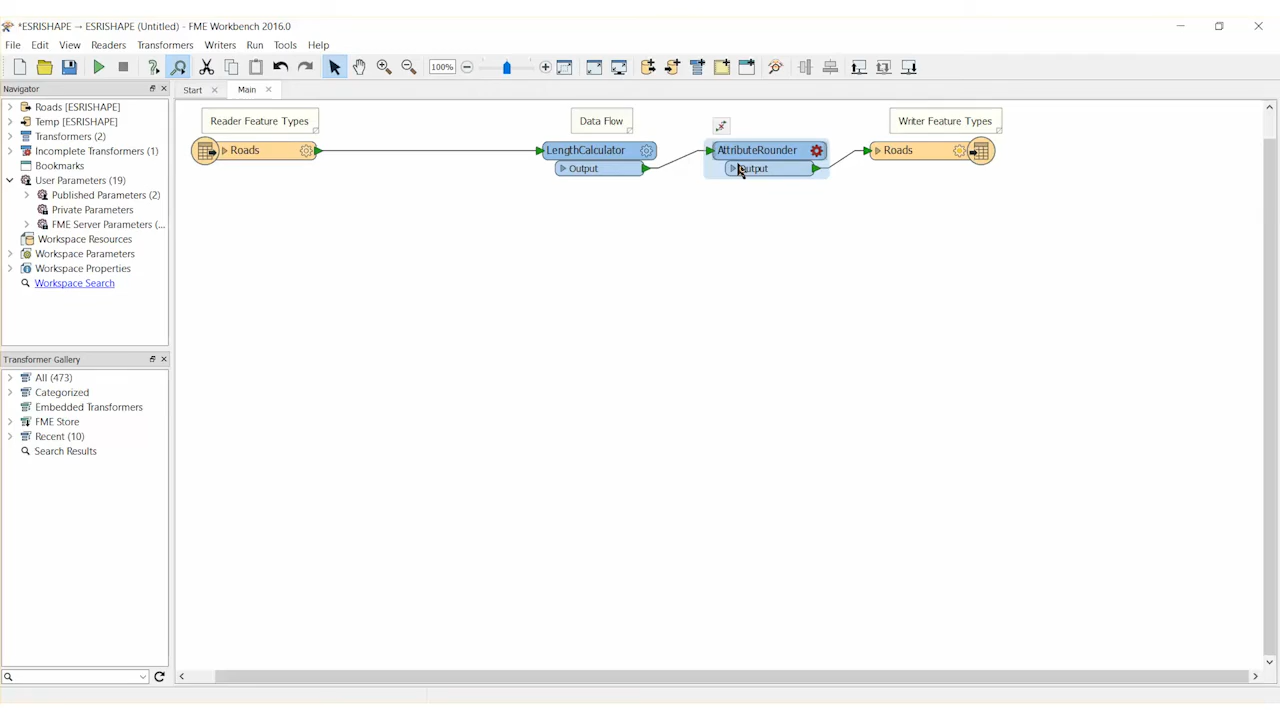 *ESRISHAPE → ESRISHAPE (Untitled) - FME Workbench 2016.0
File Edit View Readers Transformers Writers Run Tools Help
100%
Navigator
Start
Main
Roads [ESRISHAPE]
Temp [ESRISHAPE]
Transformers (2)
Incomplete Transformers (1)
Bookmarks
User Parameters (19)
Published Parameters (2)
Private Parameters
FME Server Parameters (...
Workspace Resources
Workspace Parameters
Workspace Properties
Workspace Search
Transformer Gallery
All (473)
Categorized
Embedded Transformers
FME Store
Recent (10)
Search Results
Reader Feature Types
Data Flow
Writer Feature Types
Roads
LengthCalculator
Output
AttributeRounder
Output
Roads